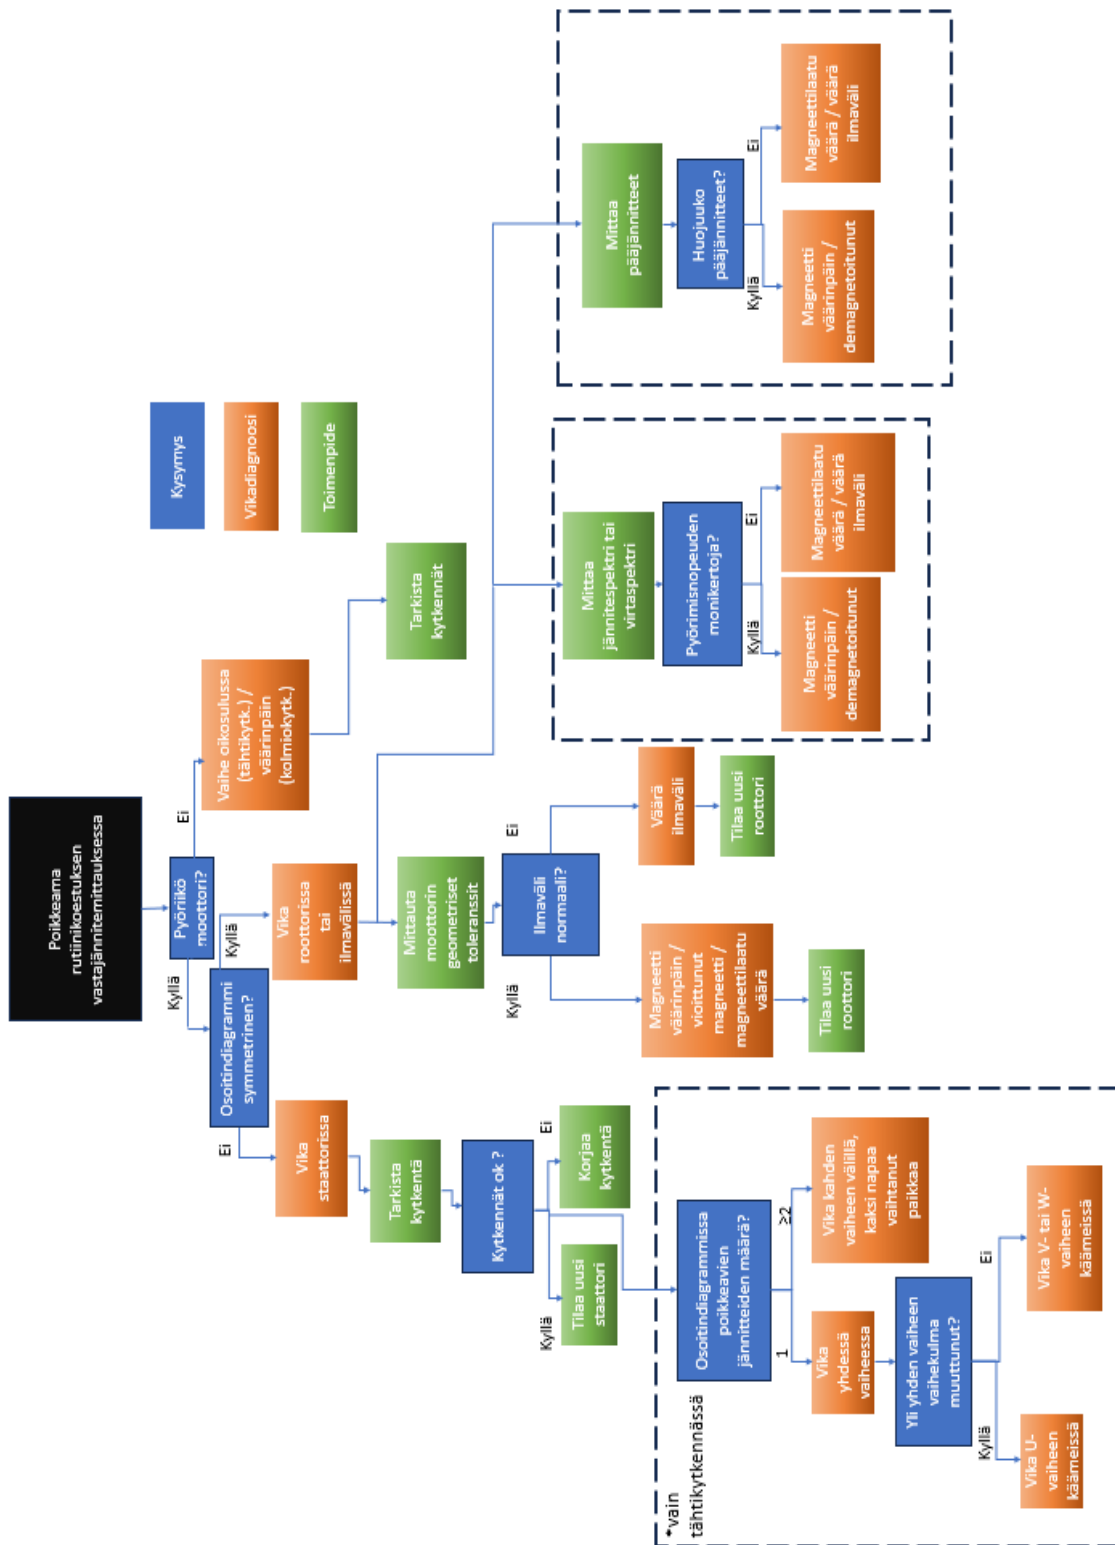 Poikkeama
rutiinikoestuksen
vastajännitemittauksessa
Pyöriikö
moottori?
Kyllä
Ei
Osoitindiagrammi
symmetrinen?
Kyllä
Ei
Vaihe oikosulussa
(tähtikytk.) /
väärinpäin
(kolmiokytk.)
Tarkista
kytkennät
Kysymys
Vikadiagnoosi
Toimenpide
Vika
staattorissa
Tarkista
kytkentä
Kytkennät ok ?
Kyllä
Ei
Tilaa uusi
staattori
Korjaa
kytkentä
Vika
roottorissa
tai
ilmavälissä
Mittauta
moottorin
geometriset
toleranssit
Ilmaväli
normaali?
Kyllä
Ei
Magneetti
väärinpäin /
vioittunut
magneetti /
magneettilaatu
väärä
Tilaa uusi
roottori
Väärä
ilmaväli
Tilaa uusi
roottori
Mittaa
jännitespektri tai
virtaspektri
Pyörimisnopeuden
monikertoja?
Kyllä
Ei
Magneetti
väärinpäin /
demagnetoitunut
Magneettilaatu
väärä / väärä
ilmaväli
Mittaa
pääjännitteet
Huojuuko
pääjännitteet?
Kyllä
Ei
Magneetti
väärinpäin /
demagnetoitunut
Magneettilaatu
väärä / väärä
ilmaväli
*vain
tähtikytkennässä
Osoitindiagrammissa
poikkeavien
jännitteiden määrä?
1
≥2
Vika
yhdessä
vaiheessa
Vika kahden
vaiheen välillä,
kaksi napaa
vaihtanut
paikkaa
Yli yhden vaiheen
vaihekulma
muuttunut?
Kyllä
Ei
Vika U-
vaiheen
käämeissä
Vika V- tai W-
vaiheen
käämeissä